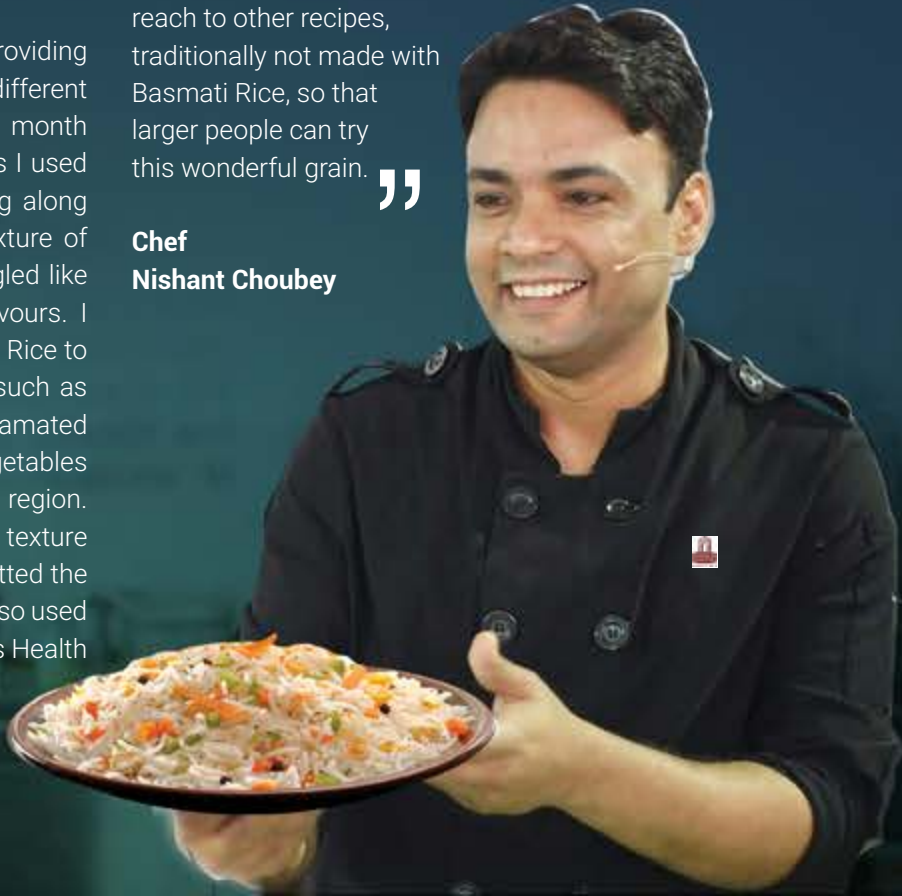 roviding
different
month
s I used
g along
xture of
gled like
vours. I
Rice to
such as
amated
getables
region.
texture
tted the
so used
s Health
reach to other recipes,
traditionally not made with
Basmati Rice, so that
larger people can try
this wonderful grain. ”
Chef
Nishant Choubey